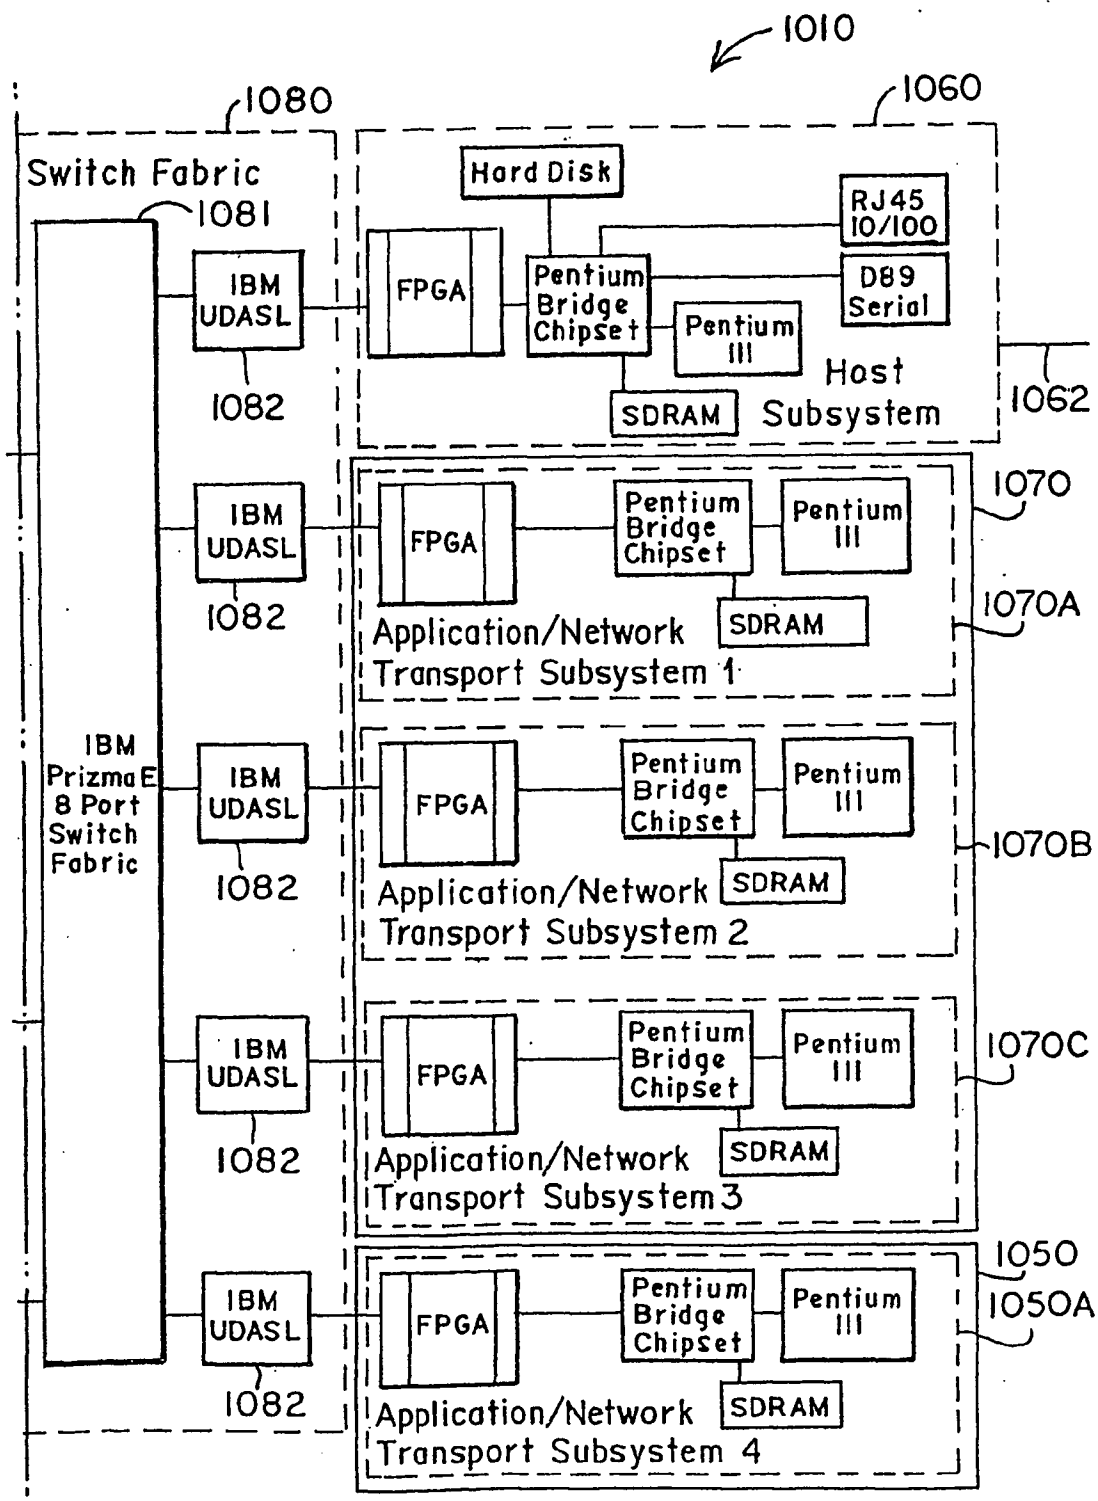 1010
1080
1060
Switch Fabric
1081
Hard Disk
RJ45
10/100
IBM
UDASL
FPGA
Pentium
Bridge
Chipset
D89
Serial
Pentium
III
1082
Host
Subsystem
SDRAM
1062
IBM
UDASL
FPGA
Pentium
Bridge
Chipset
Pentium
III
1070
1082
SDRAM
1070A
Application/Network
Transport Subsystem 1
IBM
PrizmaE
8 Port
Switch
Fabric
IBM
UDASL
FPGA
Pentium
Bridge
Chipset
Pentium
III
1070B
1082
SDRAM
Application/Network
Transport Subsystem 2
IBM
UDASL
FPGA
Pentium
Bridge
Chipset
Pentium
III
1070C
1082
SDRAM
Application/Network
Transport Subsystem 3
1050
1050A
IBM
UDASL
FPGA
Pentium
Bridge
Chipset
Pentium
III
1082
SDRAM
Application/Network
Transport Subsystem 4